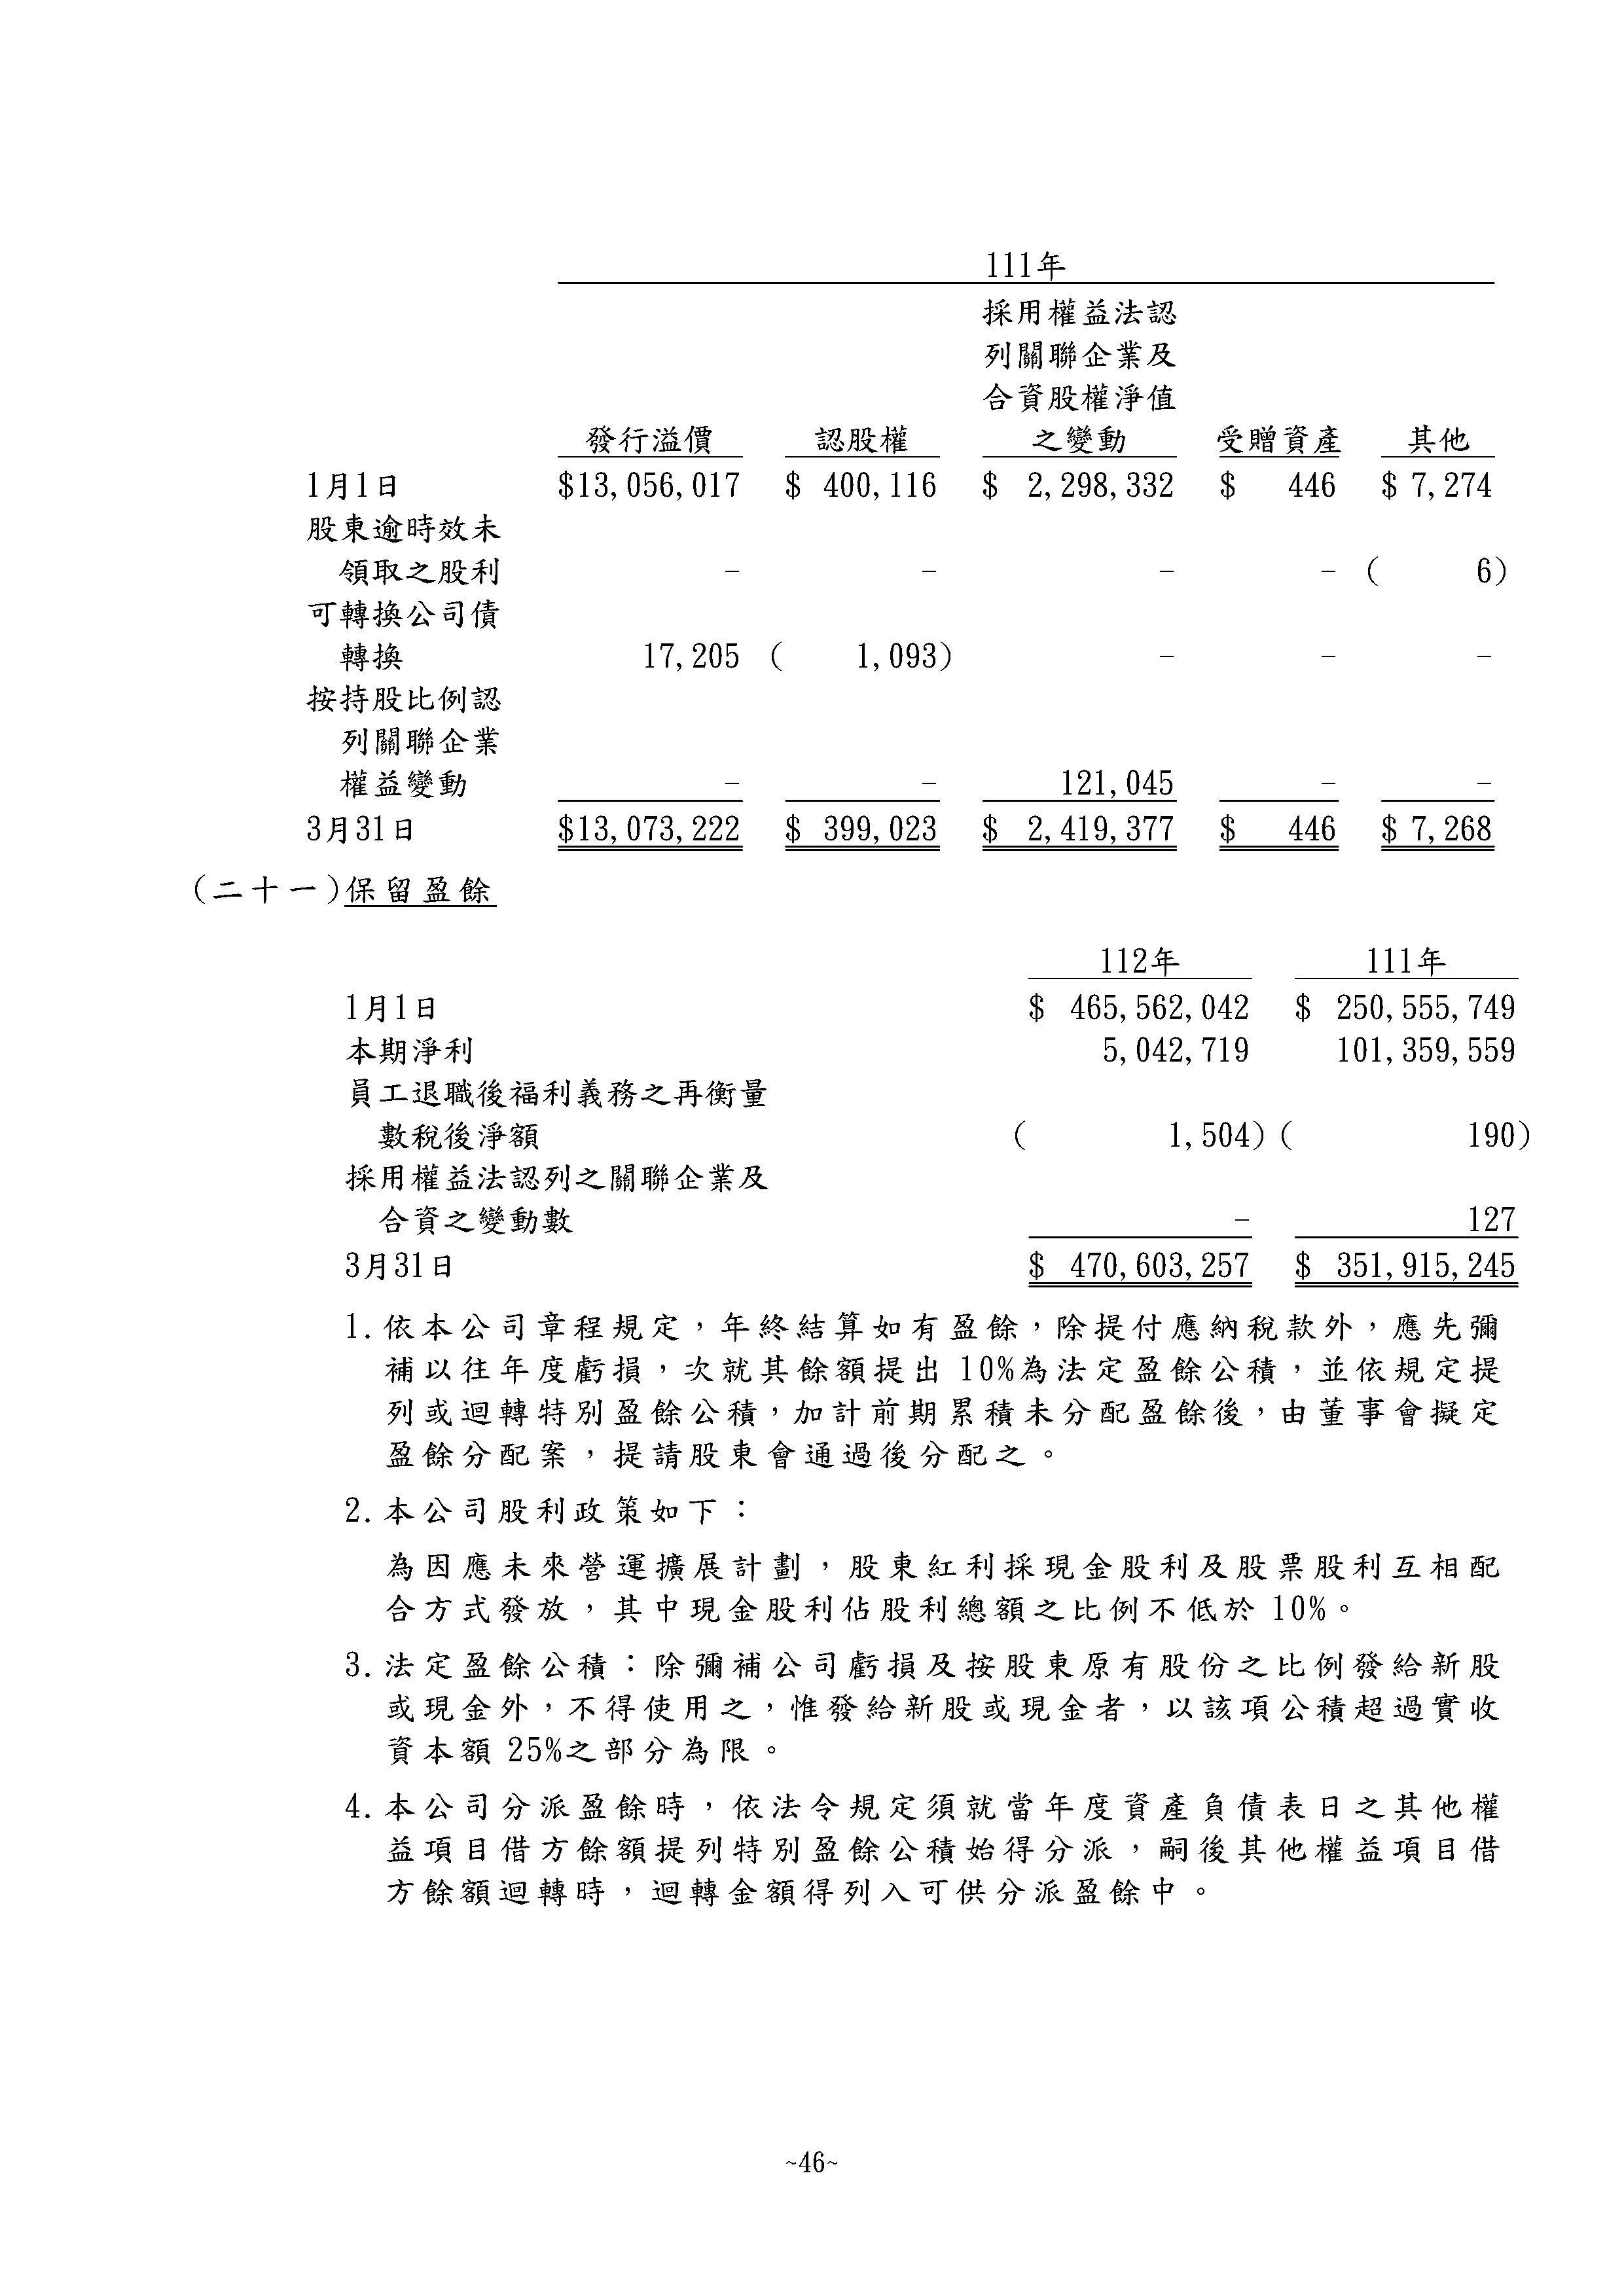 111年
採用權益法認
列關聯企業及
合資股權淨值
發行溢價 認股權 之變動 受贈資產 其他
1月1日 $13,056,017 $ 400,116 $ 2,298,332 $ 446 $ 7,274
股東逾時效未
領取之股利 - - - - ( 6)
可轉換公司債
轉換 17,205 ( 1,093) - - -
按持股比例認
列關聯企業
權益變動 - - 121,045 - -
3月31日 $13,073,222 $ 399,023 $ 2,419,377 $ 446 $ 7,268
(二十一)保留盈餘
112年 111年
1月1日 $ 465,562,042 $ 250,555,749
本期淨利 5,042,719 101,359,559
員工退職後福利義務之再衡量
數稅後淨額 ( 1,504) ( 190)
採用權益法認列之關聯企業及
合資之變動數 - 127
3月31日 $ 470,603,257 $ 351,915,245
1.依本公司章程規定，年終結算如有盈餘，除提付應納稅款外，應先彌
補以往年度虧損，次就其餘額提出 10%為法定盈餘公積，並依規定提
列或迴轉特別盈餘公積，加計前期累積未分配盈餘後，由董事會擬定
盈餘分配案，提請股東會通過後分配之。
2.本公司股利政策如下：
為因應未來營運擴展計劃，股東紅利採現金股利及股票股利互相配
合方式發放，其中現金股利佔股利總額之比例不低於 10%。
3.法定盈餘公積：除彌補公司虧損及按股東原有股份之比例發給新股
或現金外，不得使用之，惟發給新股或現金者，以該項公積超過實收
資本額 25%之部分為限。
4.本公司分派盈餘時，依法令規定須就當年度資產負債表日之其他權
益項目借方餘額提列特別盈餘公積始得分派，嗣後其他權益項目借
方餘額迴轉時，迴轉金額得列入可供分派盈餘中。
~46~